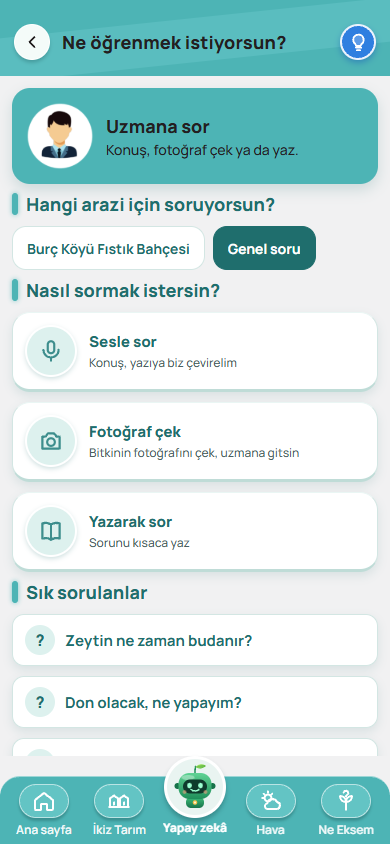 Ne öğrenmek istiyorsun?
Uzmana sor
Konuş, fotoğraf çek ya da yaz.
Hangi arazi için soruyorsun?
Burç Köyü Fıstık Bahçesi
Genel soru
Nasıl sormak istersin?
Sesle sor
Konuş, yazıya biz çevirelim
Fotoğraf çek
Bitkinin fotoğrafını çek, uzmana gitsin
Yazarak sor
Sorunu kısaca yaz
Sık sorulanlar
? Zeytin ne zaman budanır?
? Don olacak, ne yapayım?
Ana sayfa
İkiz Tarım
Yapay zekâ
Hava
Ne Eksem